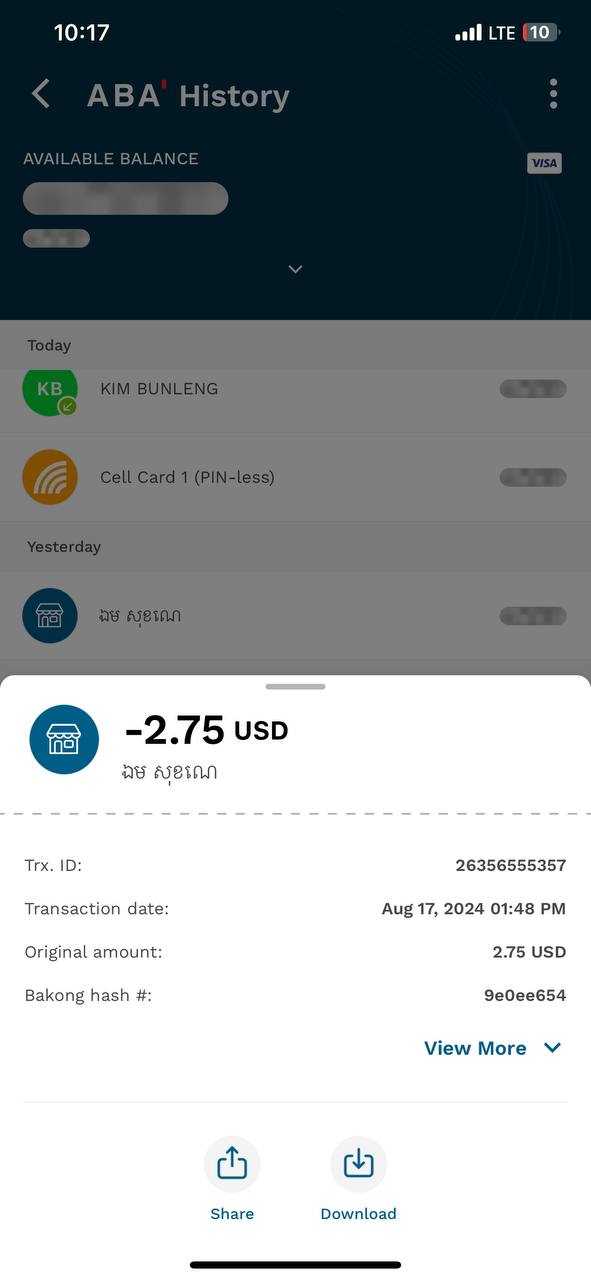 10:17
LTE 10
ABA' History
AVAILABLE BALANCE
VISA
Today
KB
KIM BUNLENG
Cell Card 1 (PIN-less)
Yesterday
ឯម សុខណេ
-2.75 USD
ឯម សុខណេ
Trx. ID: 26356555357
Transaction date: Aug 17, 2024 01:48 PM
Original amount: 2.75 USD
Bakong hash #: 9e0ee654
View More
Share Download